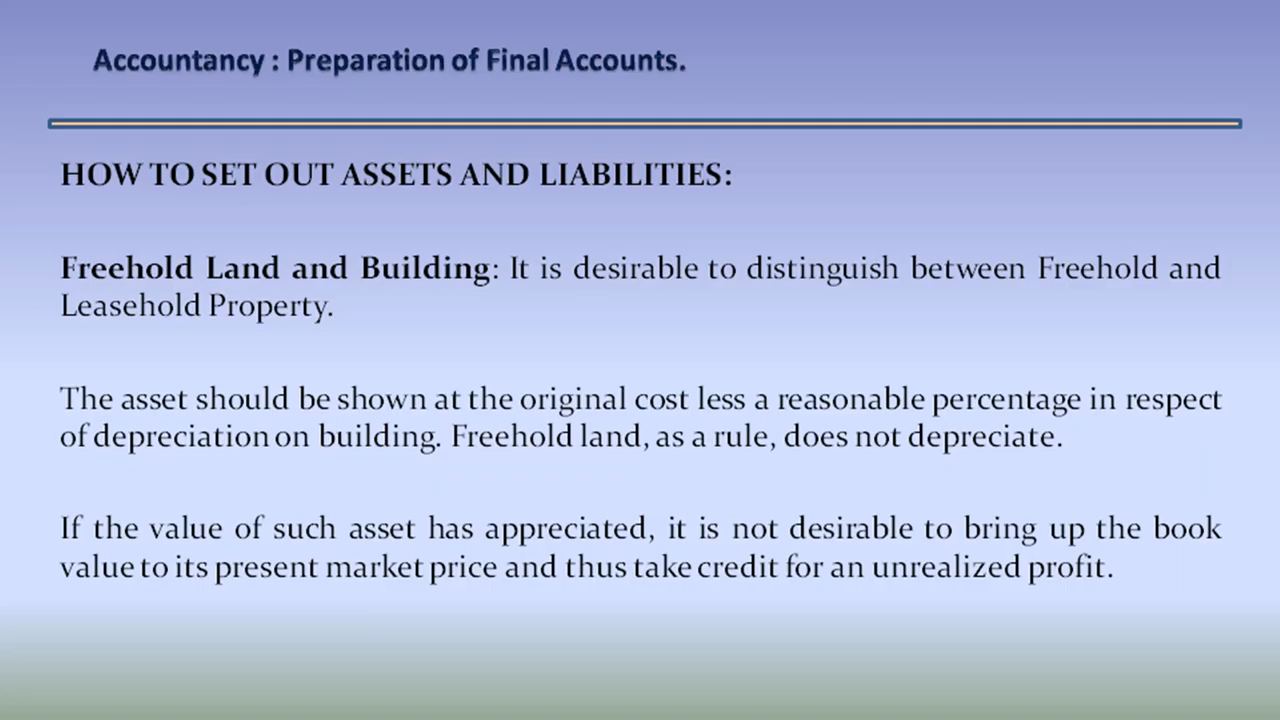 Accountancy : Preparation of Final Accounts.
HOW TO SET OUT ASSETS AND LIABILITIES:
Freehold Land and Building: It is desirable to distinguish between Freehold and
Leasehold Property.
The asset should be shown at the original cost less a reasonable percentage in respect
of depreciation on building. Freehold land, as a rule, does not depreciate.
If the value of such asset has appreciated, it is not desirable to bring up the book
value to its present market price and thus take credit for an unrealized profit.